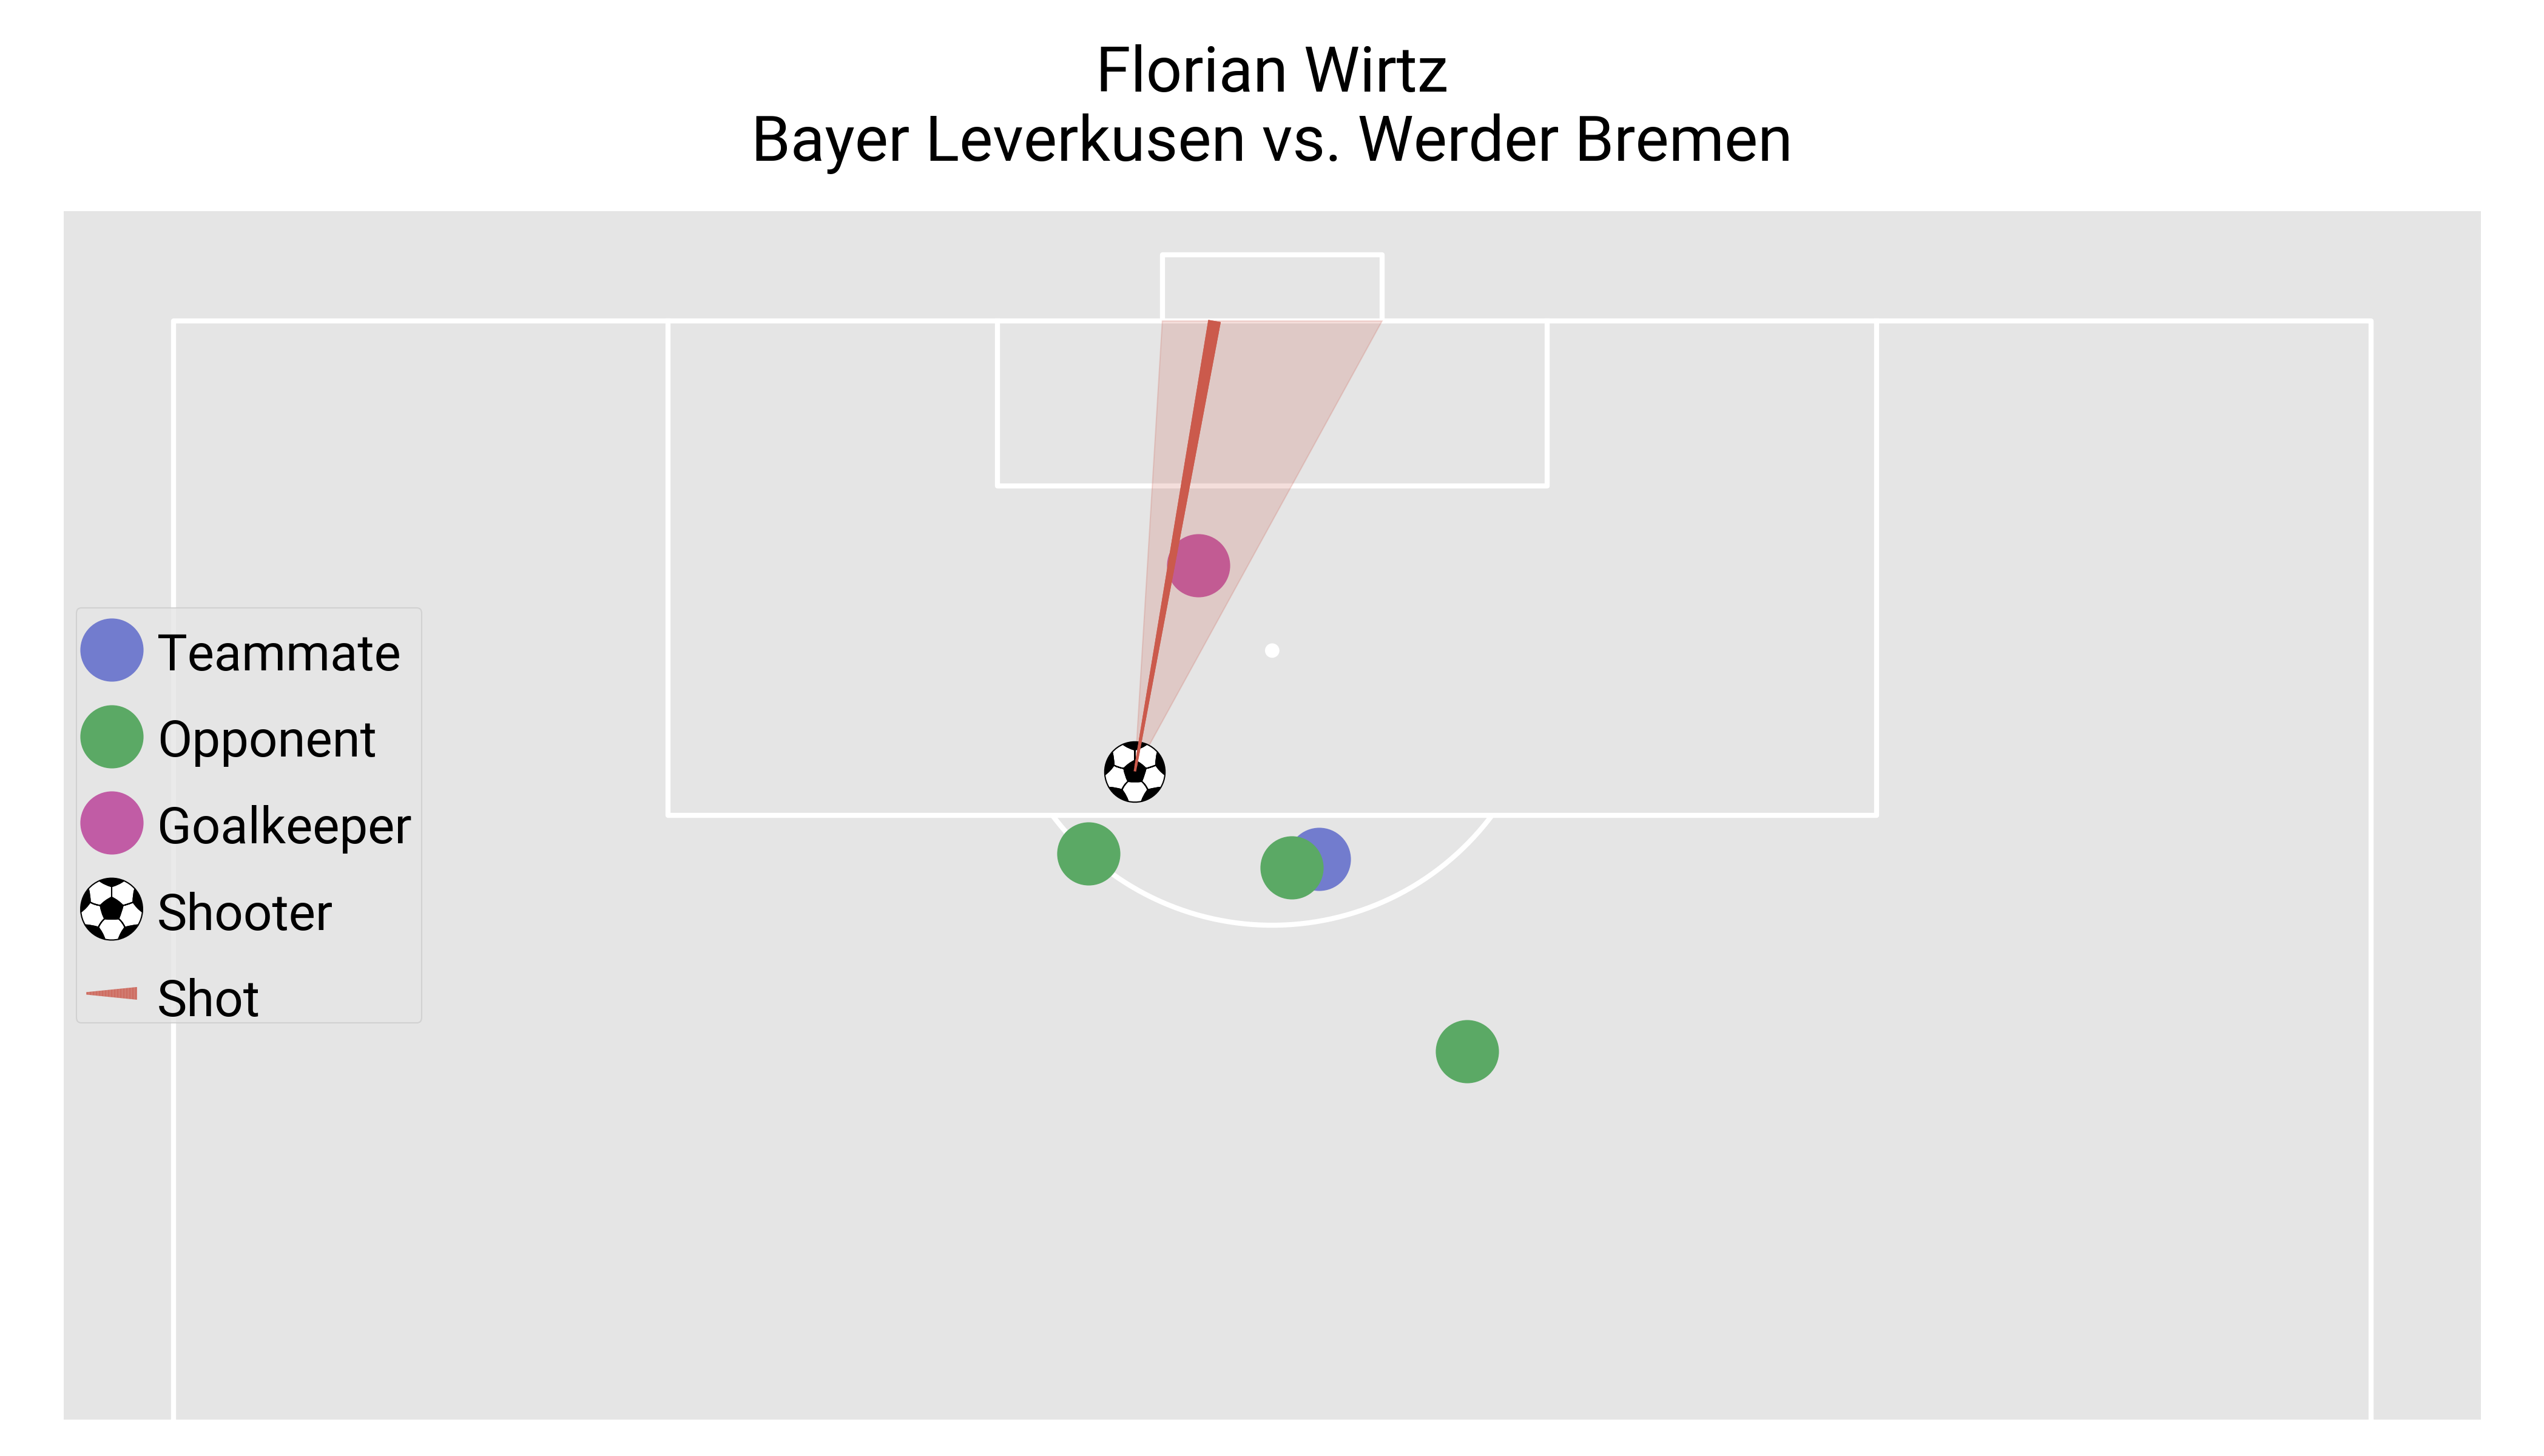 Florian Wirtz
Bayer Leverkusen vs. Werder Bremen
Teammate
Opponent
Goalkeeper
Shooter
Shot